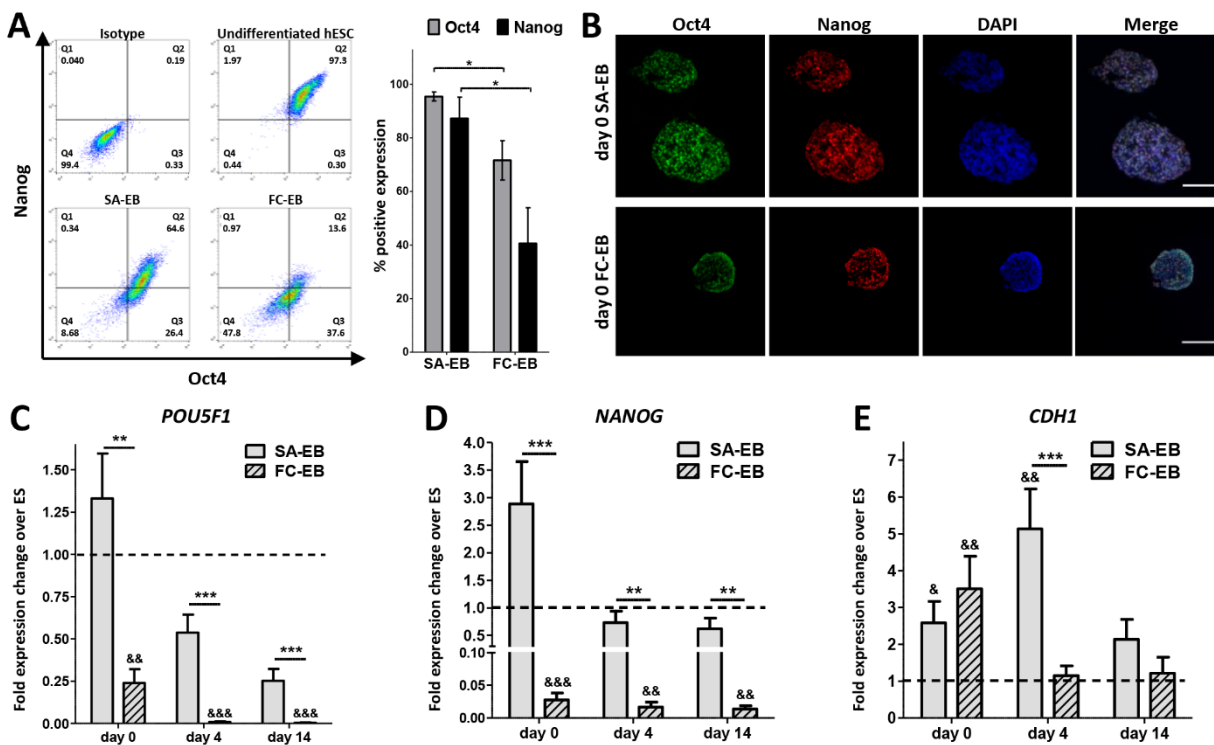 A
Isotype
Undifferentiated hESC
Q1
0.040
Q2
0.19
Q4
99.4
Q3
0.33
Q1
1.97
Q2
97.3
Q4
0.44
Q3
0.30
SA-EB
FC-EB
Q1
0.34
Q2
64.6
Q4
8.68
Q3
26.4
Q1
0.97
Q2
13.6
Q4
47.8
Q3
37.6
Nanog
Oct4
Oct4 Nanog
% positive expression
100
80
60
40
20
0
* *
SA-EB FC-EB
B
Oct4 Nanog DAPI Merge
day 0 SA-EB
day 0 FC-EB
C
POU5F1
SA-EB
FC-EB
Fold expression change over ES
1.50
1.25
1.00
0.75
0.50
0.25
0.00
** *** ***
&& &&& &&&
day 0 day 4 day 14
D
NANOG
SA-EB
FC-EB
Fold expression change over ES
4.0
3.5
3.0
2.5
2.0
1.5
1.0
0.5
0.10
0.05
0.00
*** ** **
&&& && &&
day 0 day 4 day 14
E
CDH1
SA-EB
FC-EB
Fold expression change over ES
7
6
5
4
3
2
1
0
***
& && &&
day 0 day 4 day 14